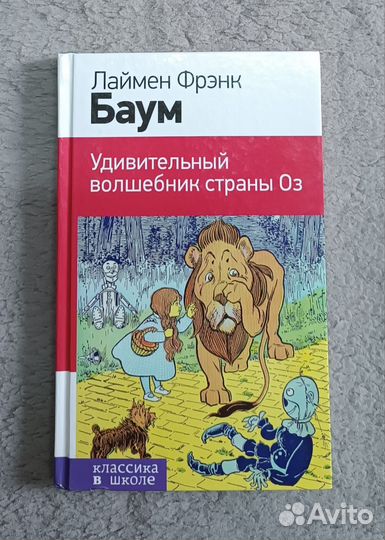 Лаймен Фрэнк
Баум
Удивительный
волшебник страны Оз
классика
в школе
Avito